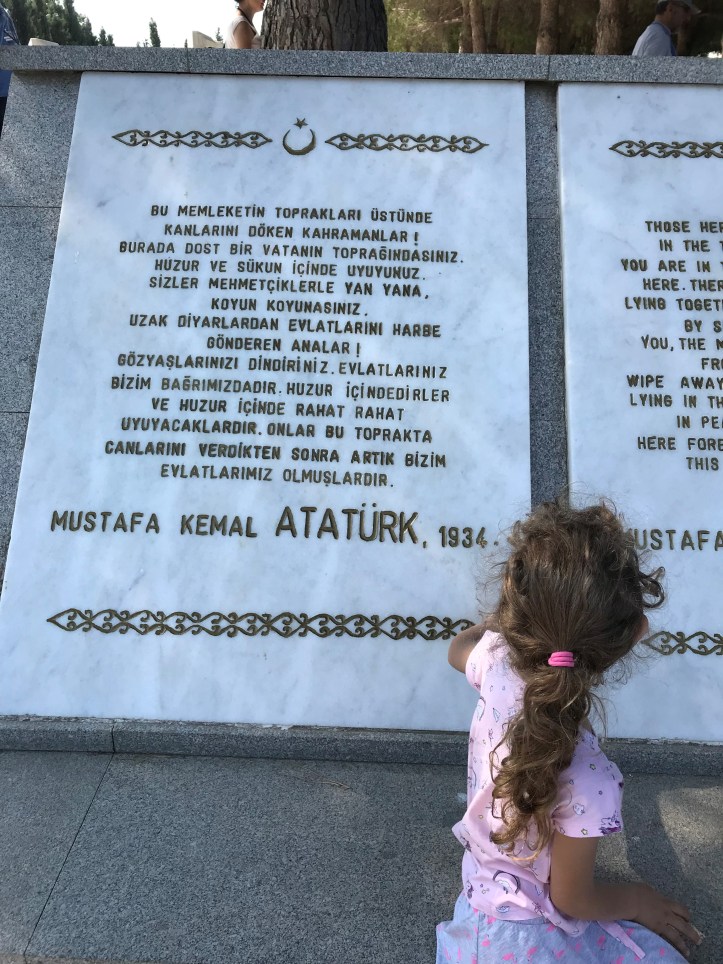 BU MEMLEKETİN TOPRAKLARI ÜSTÜNDE
KANLARINI DÖKEN KAHRAMANLAR!
BURADA DOST BİR VATANIN TOPRAĞINDASINIZ.
HUZUR VE SÜKUN İÇİNDE UYUYUNUZ.
SİZLER MEHMETÇİKLERLE YAN YANA,
KOYUN KOYUNASINIZ.
UZAK DİYARLARDAN EVLATLARINI HARBE
GÖNDEREN ANALAR!
GÖZYAŞLARINIZI DİNDİRİNİZ. EVLATLARINIZ
BİZİM BAĞRIMIZDADIR. HUZUR İÇİNDEDİRLER
VE HUZUR İÇİNDE RAHAT RAHAT
UYUYACAKLARDIR. ONLAR BU TOPRAKTA
CANLARINI VERDİKTEN SONRA ARTIK BİZİM
EVLATLARIMIZ OLMUŞLARDIR.
MUSTAFA KEMAL ATATÜRK, 1934.
THOSE HER
IN THE T
YOU ARE IN
HERE. THER
LYING TOGET
BY S
YOU, THE M
FRO
WIPE AWAY
LYING IN TH
IN PEA
HERE FORE
THIS
MUSTAFA